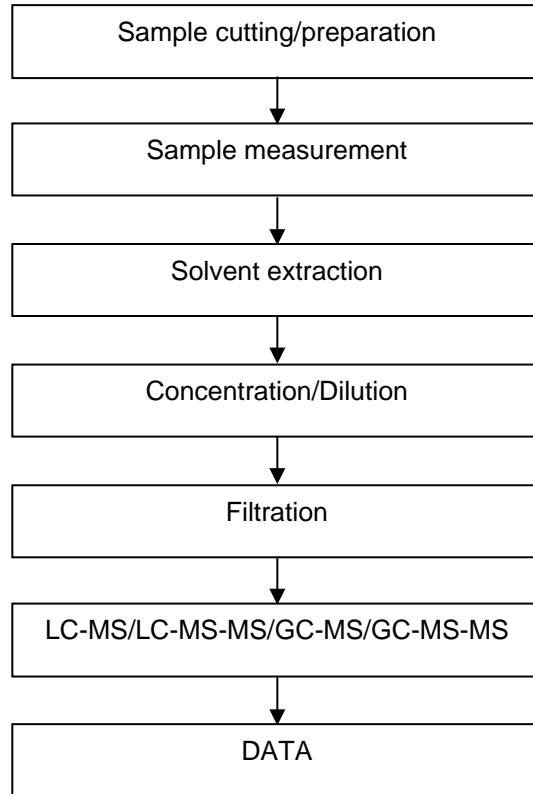 Sample cutting/preparation
Sample measurement
Solvent extraction
Concentration/Dilution
Filtration
LC-MS/LC-MS-MS/GC-MS/GC-MS-MS
DATA